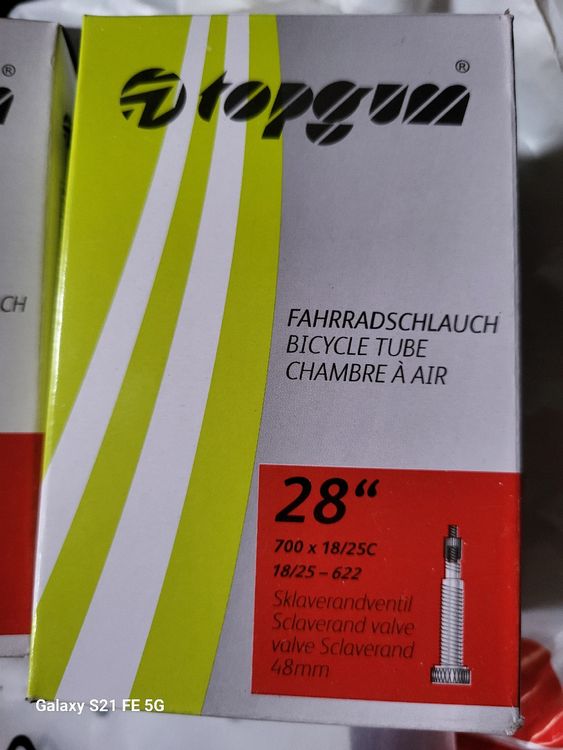 ®
topgum
®
CH
FAHRRADSCHLAUCH
BICYCLE TUBE
CHAMBRE À AIR
28“
700 x 18/25C
18/25 – 622
Sklaverandventil
Sclaverand valve
valve Sclaverand
48mm
Galaxy S21 FE 5G